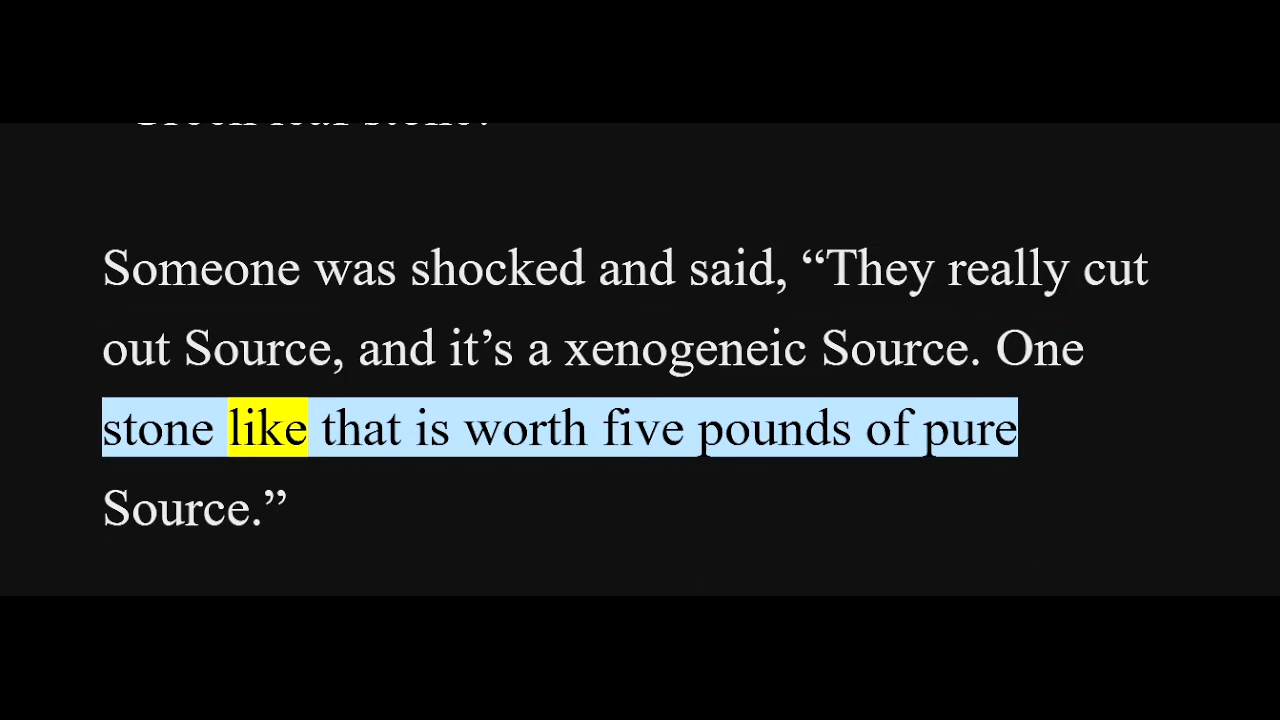 Someone was shocked and said, “They really cut
out Source, and it’s a xenogeneic Source. One
stone like that is worth five pounds of pure
Source.”